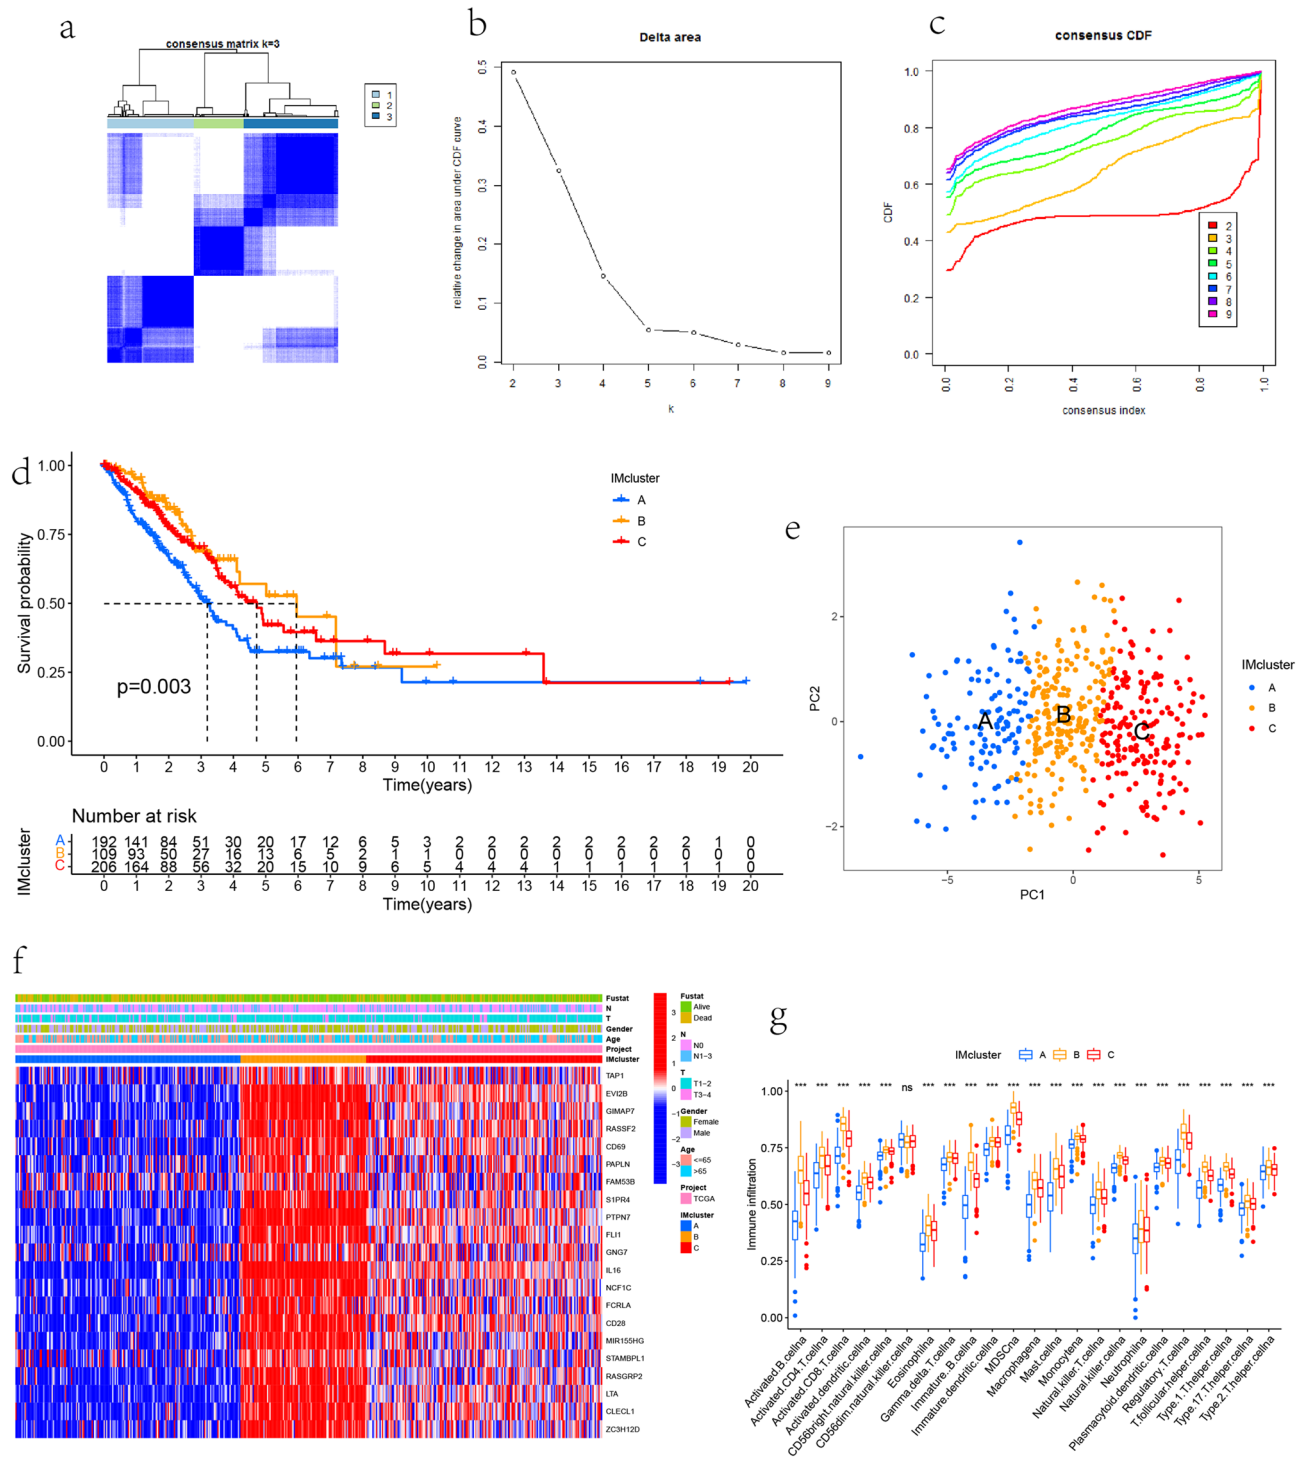 a
consensus matrix k=3
1
2
3
b
Delta area
relative change in area under CDF curve
0.5
0.4
0.3
0.2
0.1
0.0
2 3 4 5 6 7 8 9
k
c
consensus CDF
CDF
1.0
0.8
0.6
0.4
0.2
0.0
2
3
4
5
6
7
8
9
0.0 0.2 0.4 0.6 0.8 1.0
consensus index
d
Survival probability
1.00
0.75
0.50
0.25
0.00
IMcluster
A
B
C
p=0.003
0 1 2 3 4 5 6 7 8 9 10 11 12 13 14 15 16 17 18 19 20
Time(years)
Number at risk
IMcluster
A 192 141 84 51 30 20 17 12 6 5 3 2 2 2 2 2 2 2 2 1 0
B 109 93 50 27 16 13 6 5 2 1 1 0 0 0 0 0 0 0 0 0 0
C 206 164 88 56 32 20 15 10 9 6 5 4 4 4 1 1 1 1 1 1 0
0 1 2 3 4 5 6 7 8 9 10 11 12 13 14 15 16 17 18 19 20
Time(years)
e
PC2
2
0
−2
A
B
C
−5 0 5
PC1
IMcluster
A
B
C
f
Fustat
N
T
Gender
Age
Project
IMcluster
TAP1
EVI2B
GIMAP7
RASSF2
CD69
PAPLN
FAM53B
S1PR4
PTPN7
FLI1
GNG7
IL16
NCF1C
FCRLA
CD28
MIR155HG
STAMBPL1
RASGRP2
LTA
CLECL1
ZC3H12D
3
2
1
0
−1
−2
−3
Fustat
Alive
Dead
N
N0
N1−3
T
T1−2
T3−4
Gender
Female
Male
Age
<=65
>65
Project
TCGA
IMcluster
A
B
C
g
IMcluster A B C
*** *** *** *** *** ns *** *** *** *** *** *** *** *** *** *** *** *** *** *** *** *** ***
Immune infiltration
1.00
0.75
0.50
0.25
0.00
Activated.B.cellna
Activated.CD4.T.cellna
Activated.CD8.T.cellna
Activated.dendritic.cellna
CD56bright.natural.killer.cellna
CD56dim.natural.killer.cellna
Eosinophilna
Gamma.delta.T.cellna
Immature.B.cellna
Immature.dendritic.cellna
MDSCna
Macrophagena
Mast.cellna
Monocytena
Natural.killer.T.cellna
Natural.killer.cellna
Neutrophilna
Plasmacytoid.dendritic.cellna
Regulatory.T.cellna
T.follicular.helper.cellna
Type.1.T.helper.cellna
Type.17.T.helper.cellna
Type.2.T.helper.cellna